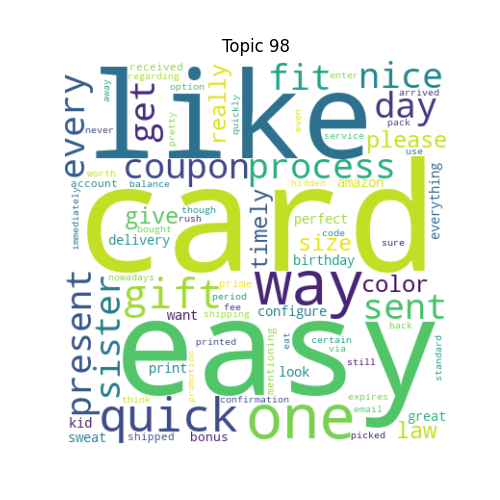 Topic 98
like
card
easy
way
one
quick
gift
coupon
process
fit
nice
day
get
every
really
please
sent
present
sister
timely
size
color
law
give
delivery
birthday
perfect
amazon
everything
configure
print
want
look
kid
sweat
bonus
great
received
regarding
option
quickly
pretty
away
never
even
service
enter
arrived
pack
use
worth
account
balance
immediately
though
bought
rush
hidden
code
sure
nowadays
prime
period
fee
shipping
printed
promotion
mentioning
eat
certain
via
still
back
standard
think
confirmation
shipped
picked
email
expires